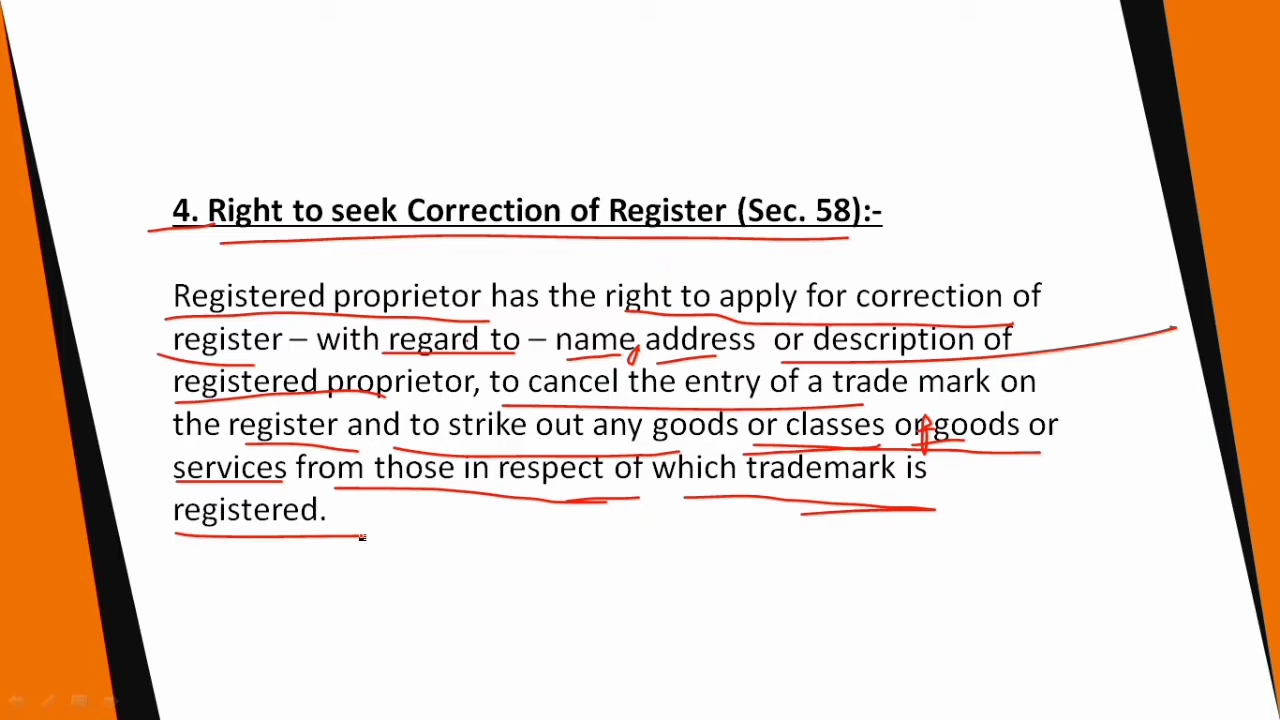 4. Right to seek Correction of Register (Sec. 58):-
Registered proprietor has the right to apply for correction of
register – with regard to – name, address or description of
registered proprietor, to cancel the entry of a trade mark on
the register and to strike out any goods or classes of goods or
services from those in respect of which trademark is
registered.